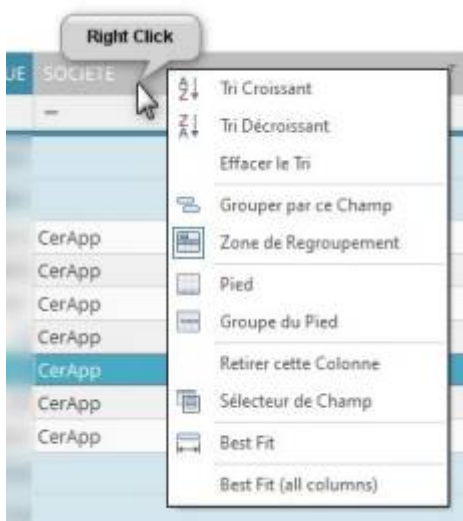 Right Click
UE SOCIETE
Tri Croissant
Tri Décroissant
Effacer le Tri
Grouper par ce Champ
CerApp
Zone de Regroupement
CerApp
Pied
CerApp
Groupe du Pied
CerApp
CerApp
Retirer cette Colonne
CerApp
Sélecteur de Champ
CerApp
Best Fit
Best Fit (all columns)